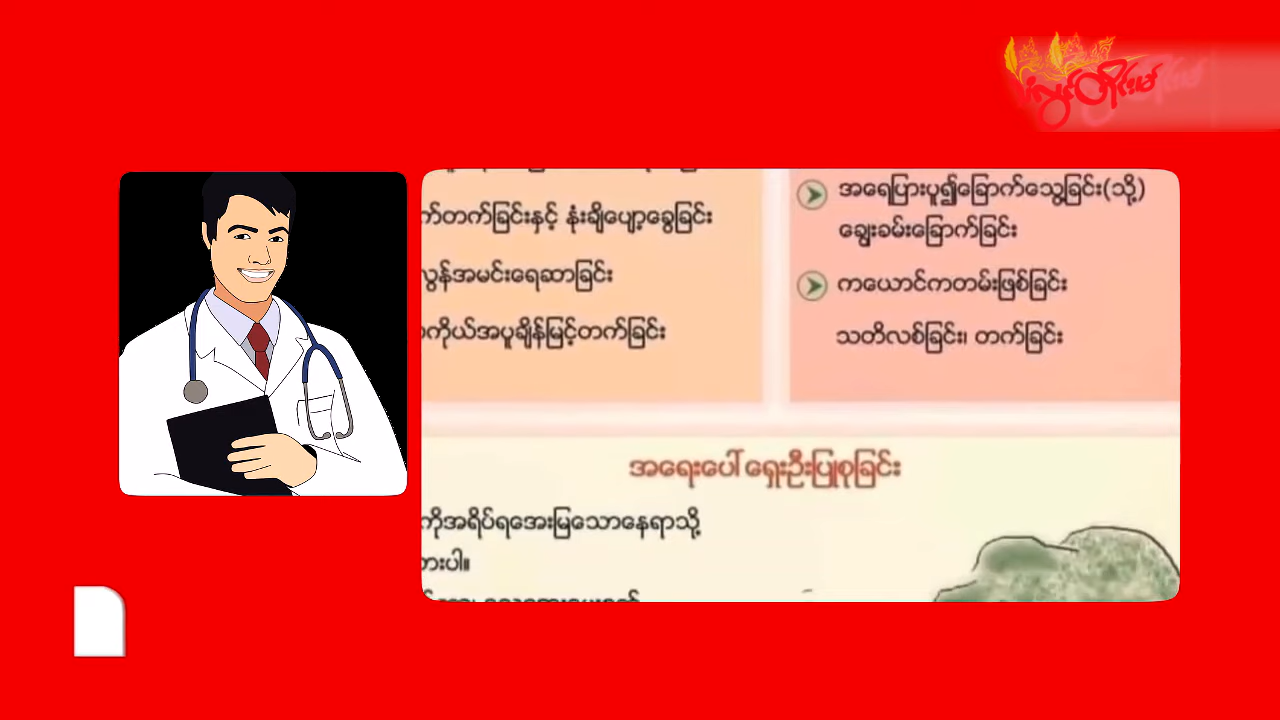 က်တက်ခြင်းနှင့် နုံးချိပျော့ခွေခြင်း
လွန်အမင်းရေဆာခြင်း
ကိုယ်အပူချိန်မြင့်တက်ခြင်း
အရေပြားပူ၍ခြောက်သွေ့ခြင်း(သို့)
ချွေးခမ်းခြောက်ခြင်း
ကယောင်ကတမ်းဖြစ်ခြင်း
သတိလစ်ခြင်း၊ တက်ခြင်း
အရေးပေါ် ရှေးဦးပြုစုခြင်း
ကိုအရိပ်ရအေးမြသောနေရာသို့
ားပါ။